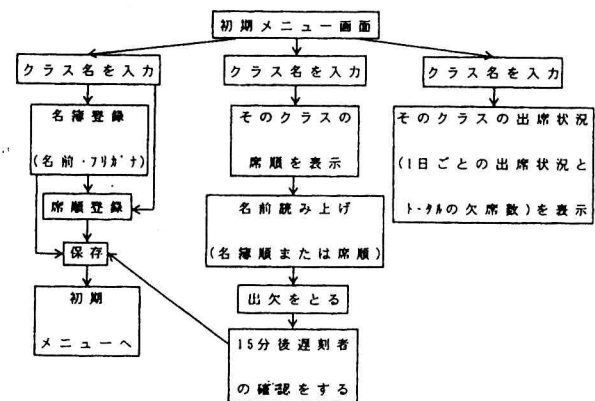 初期メニュー画面
クラス名を入力
名簿登録
(名前・フリガナ)
席順登録
保存
初期
メニューへ
クラス名を入力
そのクラスの
席順を表示
名前読み上げ
(名簿順または席順)
出欠をとる
15分後遅刻者
の確認をする
クラス名を入力
そのクラスの出席状況
(1日ごとの出席状況と
トータルの欠席数)を表示